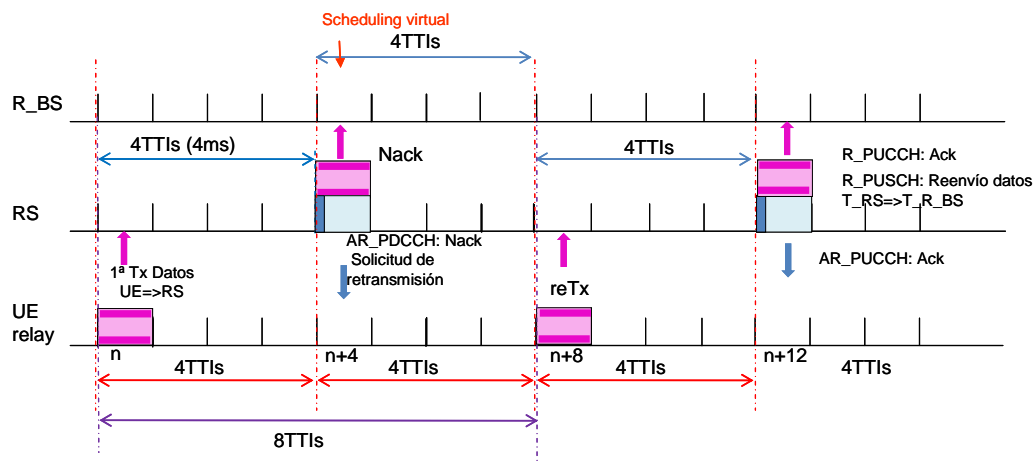 Scheduling virtual
4TTIs
R_BS
4TTIs (4ms)
Nack
4TTIs
R_PUCCH: Ack
R_PUSCH: Reenvío datos
T_RS=>T_R_BS
RS
AR_PDCCH: Nack
Solicitud de
retransmisión
AR_PUCCH: Ack
1ª Tx Datos
UE=>RS
reTx
UE
relay
n
n+4
n+8
n+12
4TTIs
4TTIs
4TTIs
4TTIs
8TTIs